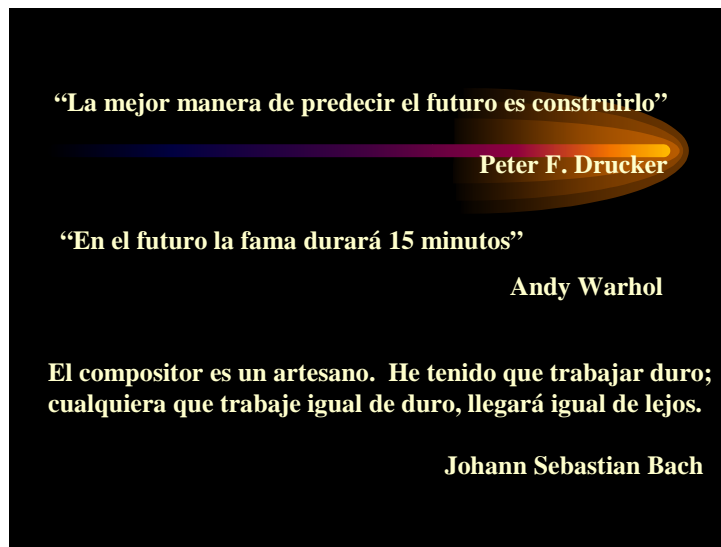 “La mejor manera de predecir el futuro es construirlo”
Peter F. Drucker
“En el futuro la fama durará 15 minutos”
Andy Warhol
El compositor es un artesano.  He tenido que trabajar duro;
cualquiera que trabaje igual de duro, llegará igual de lejos.
Johann Sebastian Bach